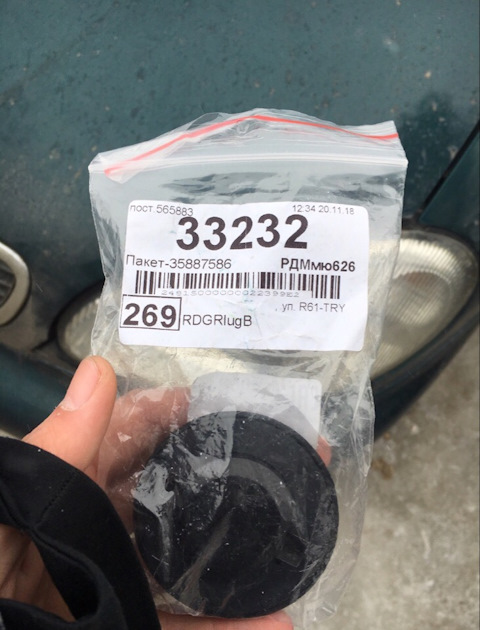 пост.565883 12:34 20.11.18
33232
Пакет-35887586 РДМмю626
уп. R61-TRY
269 RDGRlugB